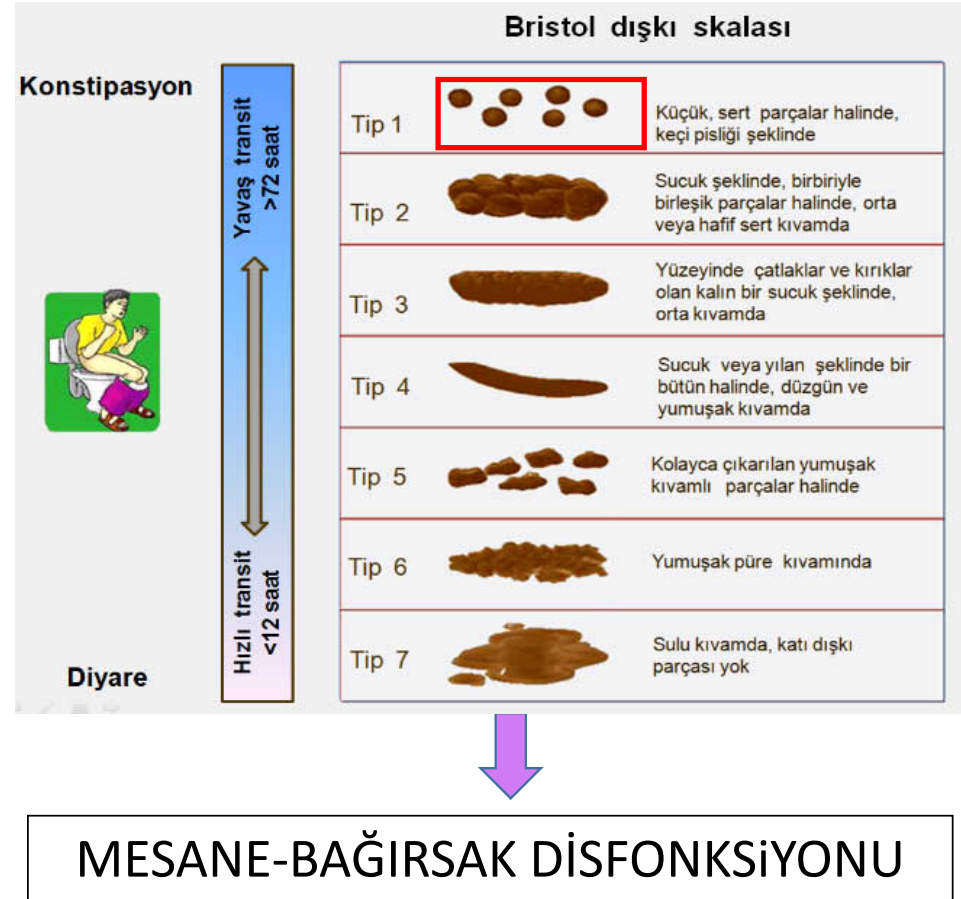 Bristol dışkı skalası
Konstipasyon
Yavaş transit
>72 saat
Hızlı transit
<12 saat
Diyare
Tip 1
Küçük, sert parçalar halinde,
keçi pisliği şeklinde
Tip 2
Sucuk şeklinde, birbiriyle
birleşik parçalar halinde, orta
veya hafif sert kıvamda
Tip 3
Yüzeyinde çatlaklar ve kırıklar
olan kalın bir sucuk şeklinde,
orta kıvamda
Tip 4
Sucuk veya yılan şeklinde bir
bütün halinde, düzgün ve
yumuşak kıvamda
Tip 5
Kolayca çıkarılan yumuşak
kıvamlı parçalar halinde
Tip 6
Yumuşak püre kıvamında
Tip 7
Sulu kıvamda, katı dışkı
parçası yok
MESANE-BAĞIRSAK DİSFONKSiYONU